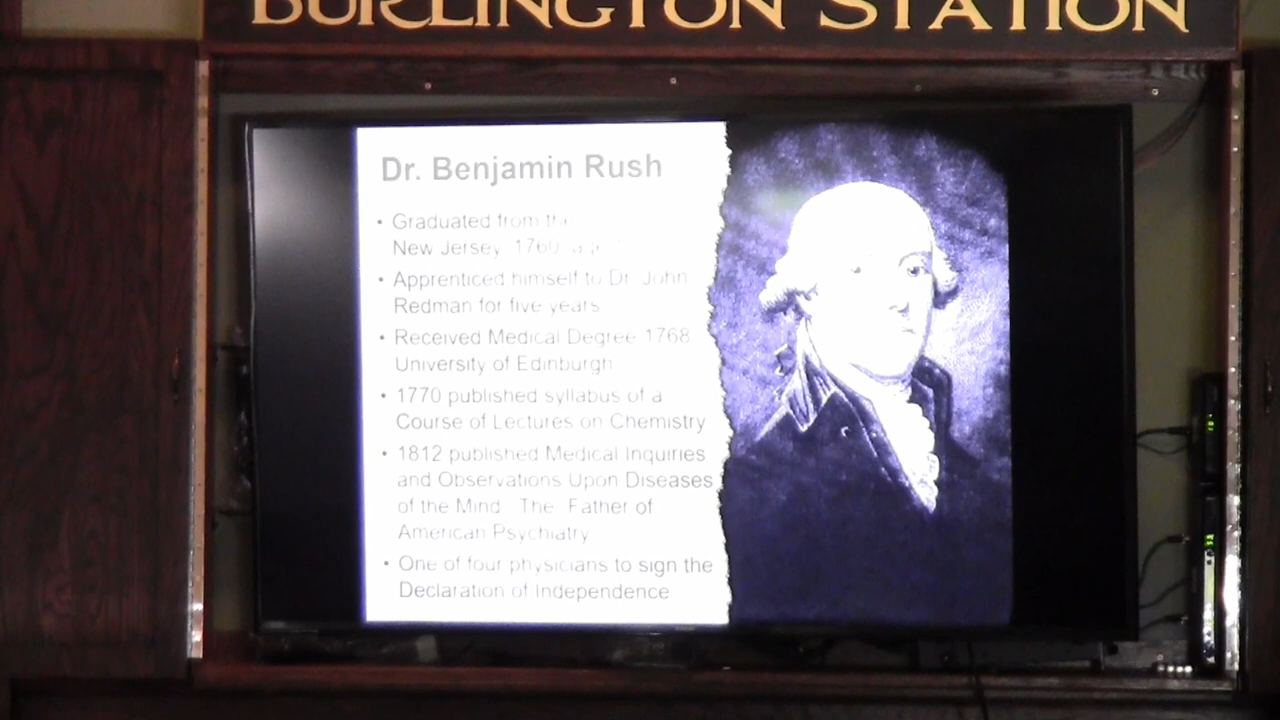 BURLINGTON STATION
Dr. Benjamin Rush
• Graduated from
New Jersey, 1760
• Apprenticed himself to Dr. John
Redman for five years
• Received Medical Degree 1768
University of Edinburgh
• 1770 published syllabus of a
Course of Lectures on Chemistry
• 1812 published Medical Inquiries
and Observations Upon Diseases
of the Mind The Father of
American Psychiatry
• One of four physicians to sign the
Declaration of Independence